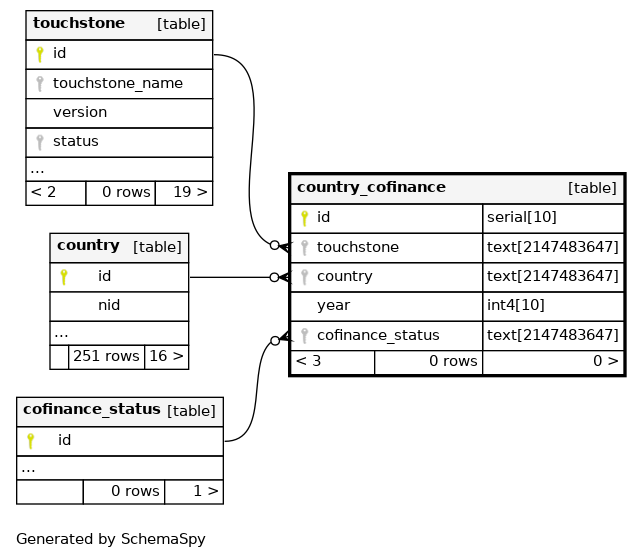 touchstone [table]
id
touchstone_name
version
status
...
< 2 0 rows 19 >
country [table]
id
nid
...
251 rows 16 >
cofinance_status [table]
id
...
0 rows 1 >
country_cofinance [table]
id serial[10]
touchstone text[2147483647]
country text[2147483647]
year int4[10]
cofinance_status text[2147483647]
< 3 0 rows 0 >
Generated by SchemaSpy